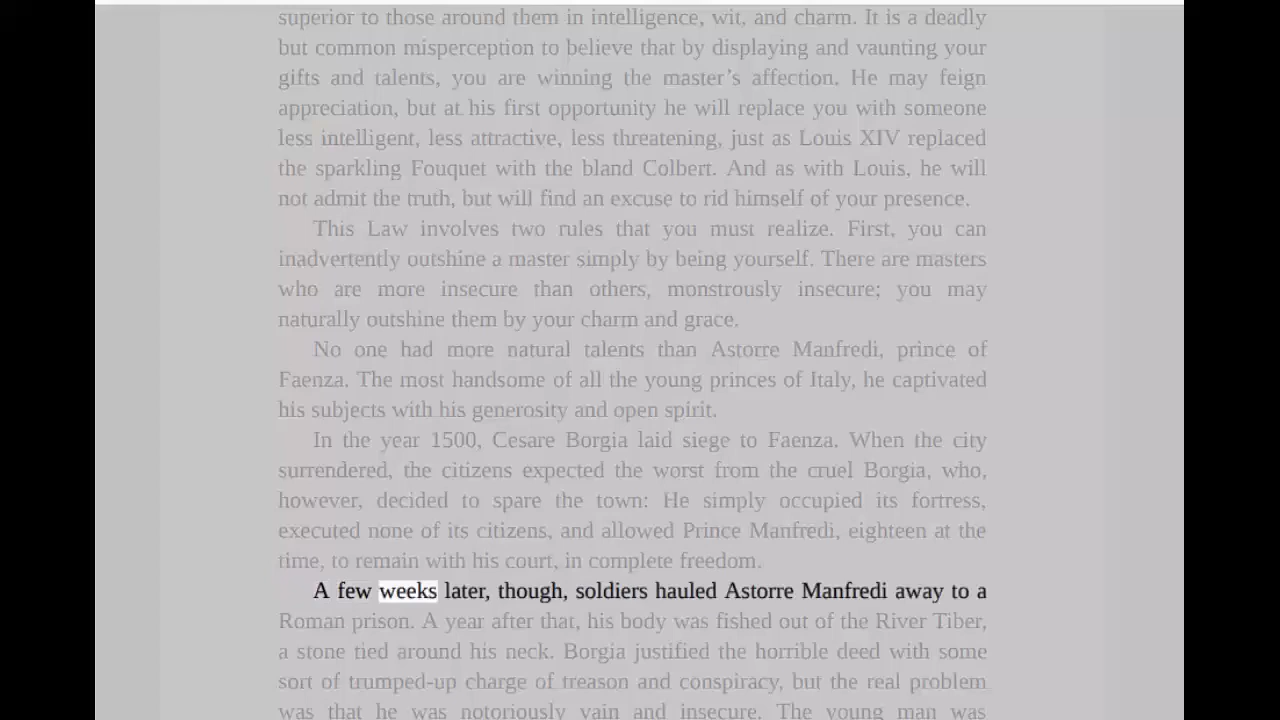 superior to those around them in intelligence, wit, and charm. It is a deadly
but common misperception to believe that by displaying and vaunting your
gifts and talents, you are winning the master’s affection. He may feign
appreciation, but at his first opportunity he will replace you with someone
less intelligent, less attractive, less threatening, just as Louis XIV replaced
the sparkling Fouquet with the bland Colbert. And as with Louis, he will
not admit the truth, but will find an excuse to rid himself of your presence.
This Law involves two rules that you must realize. First, you can
inadvertently outshine a master simply by being yourself. There are masters
who are more insecure than others, monstrously insecure; you may
naturally outshine them by your charm and grace.
No one had more natural talents than Astorre Manfredi, prince of
Faenza. The most handsome of all the young princes of Italy, he captivated
his subjects with his generosity and open spirit.
In the year 1500, Cesare Borgia laid siege to Faenza. When the city
surrendered, the citizens expected the worst from the cruel Borgia, who,
however, decided to spare the town: He simply occupied its fortress,
executed none of its citizens, and allowed Prince Manfredi, eighteen at the
time, to remain with his court, in complete freedom.
A few weeks later, though, soldiers hauled Astorre Manfredi away to a
Roman prison. A year after that, his body was fished out of the River Tiber,
a stone tied around his neck. Borgia justified the horrible deed with some
sort of trumped-up charge of treason and conspiracy, but the real problem
was that he was notoriously vain and insecure. The young man was